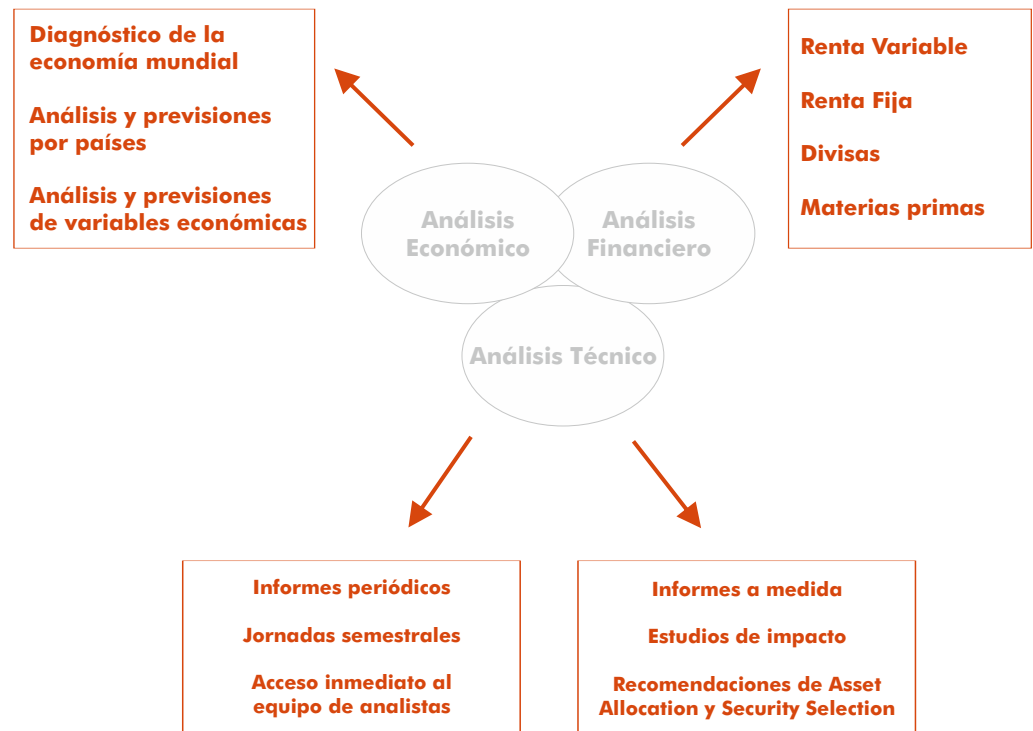 Diagnóstico de la
economía mundial
Análisis y previsiones
por países
Análisis y previsiones
de variables económicas
Renta Variable
Renta Fija
Divisas
Materias primas
Análisis
Económico
Análisis
Financiero
Análisis Técnico
Informes periódicos
Jornadas semestrales
Acceso inmediato al
equipo de analistas
Informes a medida
Estudios de impacto
Recomendaciones de Asset
Allocation y Security Selection